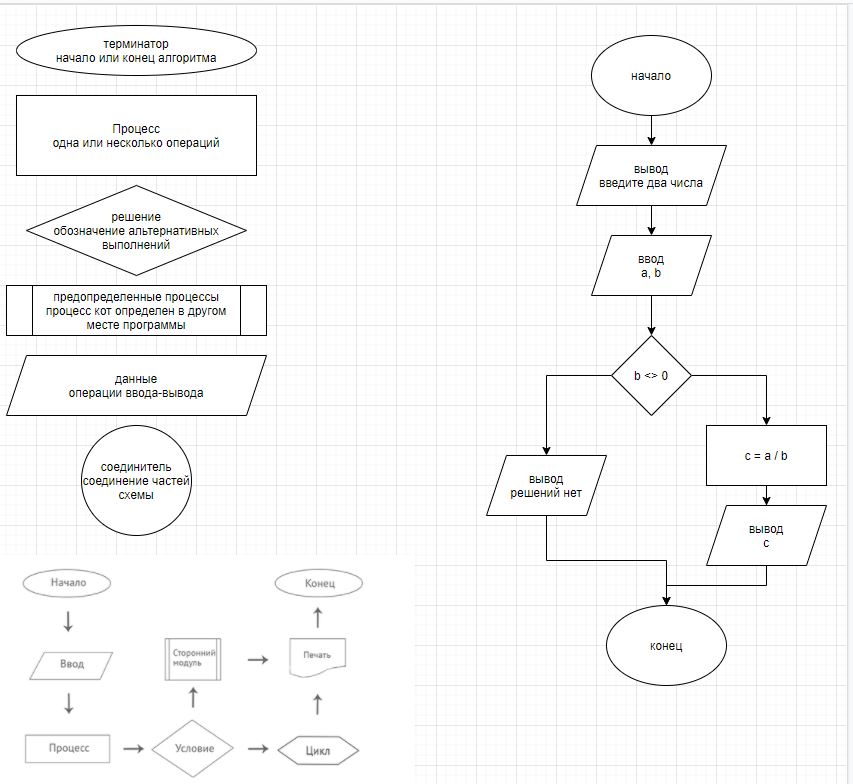 терминатор
начало или конец алгоритма
Процесс
одна или несколько операций
решение
обозначение альтернативных
выполнений
предопределенные процессы
процесс кот определен в другом
месте программы
данные
операции ввода-вывода
соединитель
соединение частей
схемы
начало
вывод
введите два числа
ввод
a, b
b <> 0
вывод
решений нет
c = a / b
вывод
c
конец
Начало
Конец
Ввод
Сторонний
модуль
Печать
Процесс
Условие
Цикл